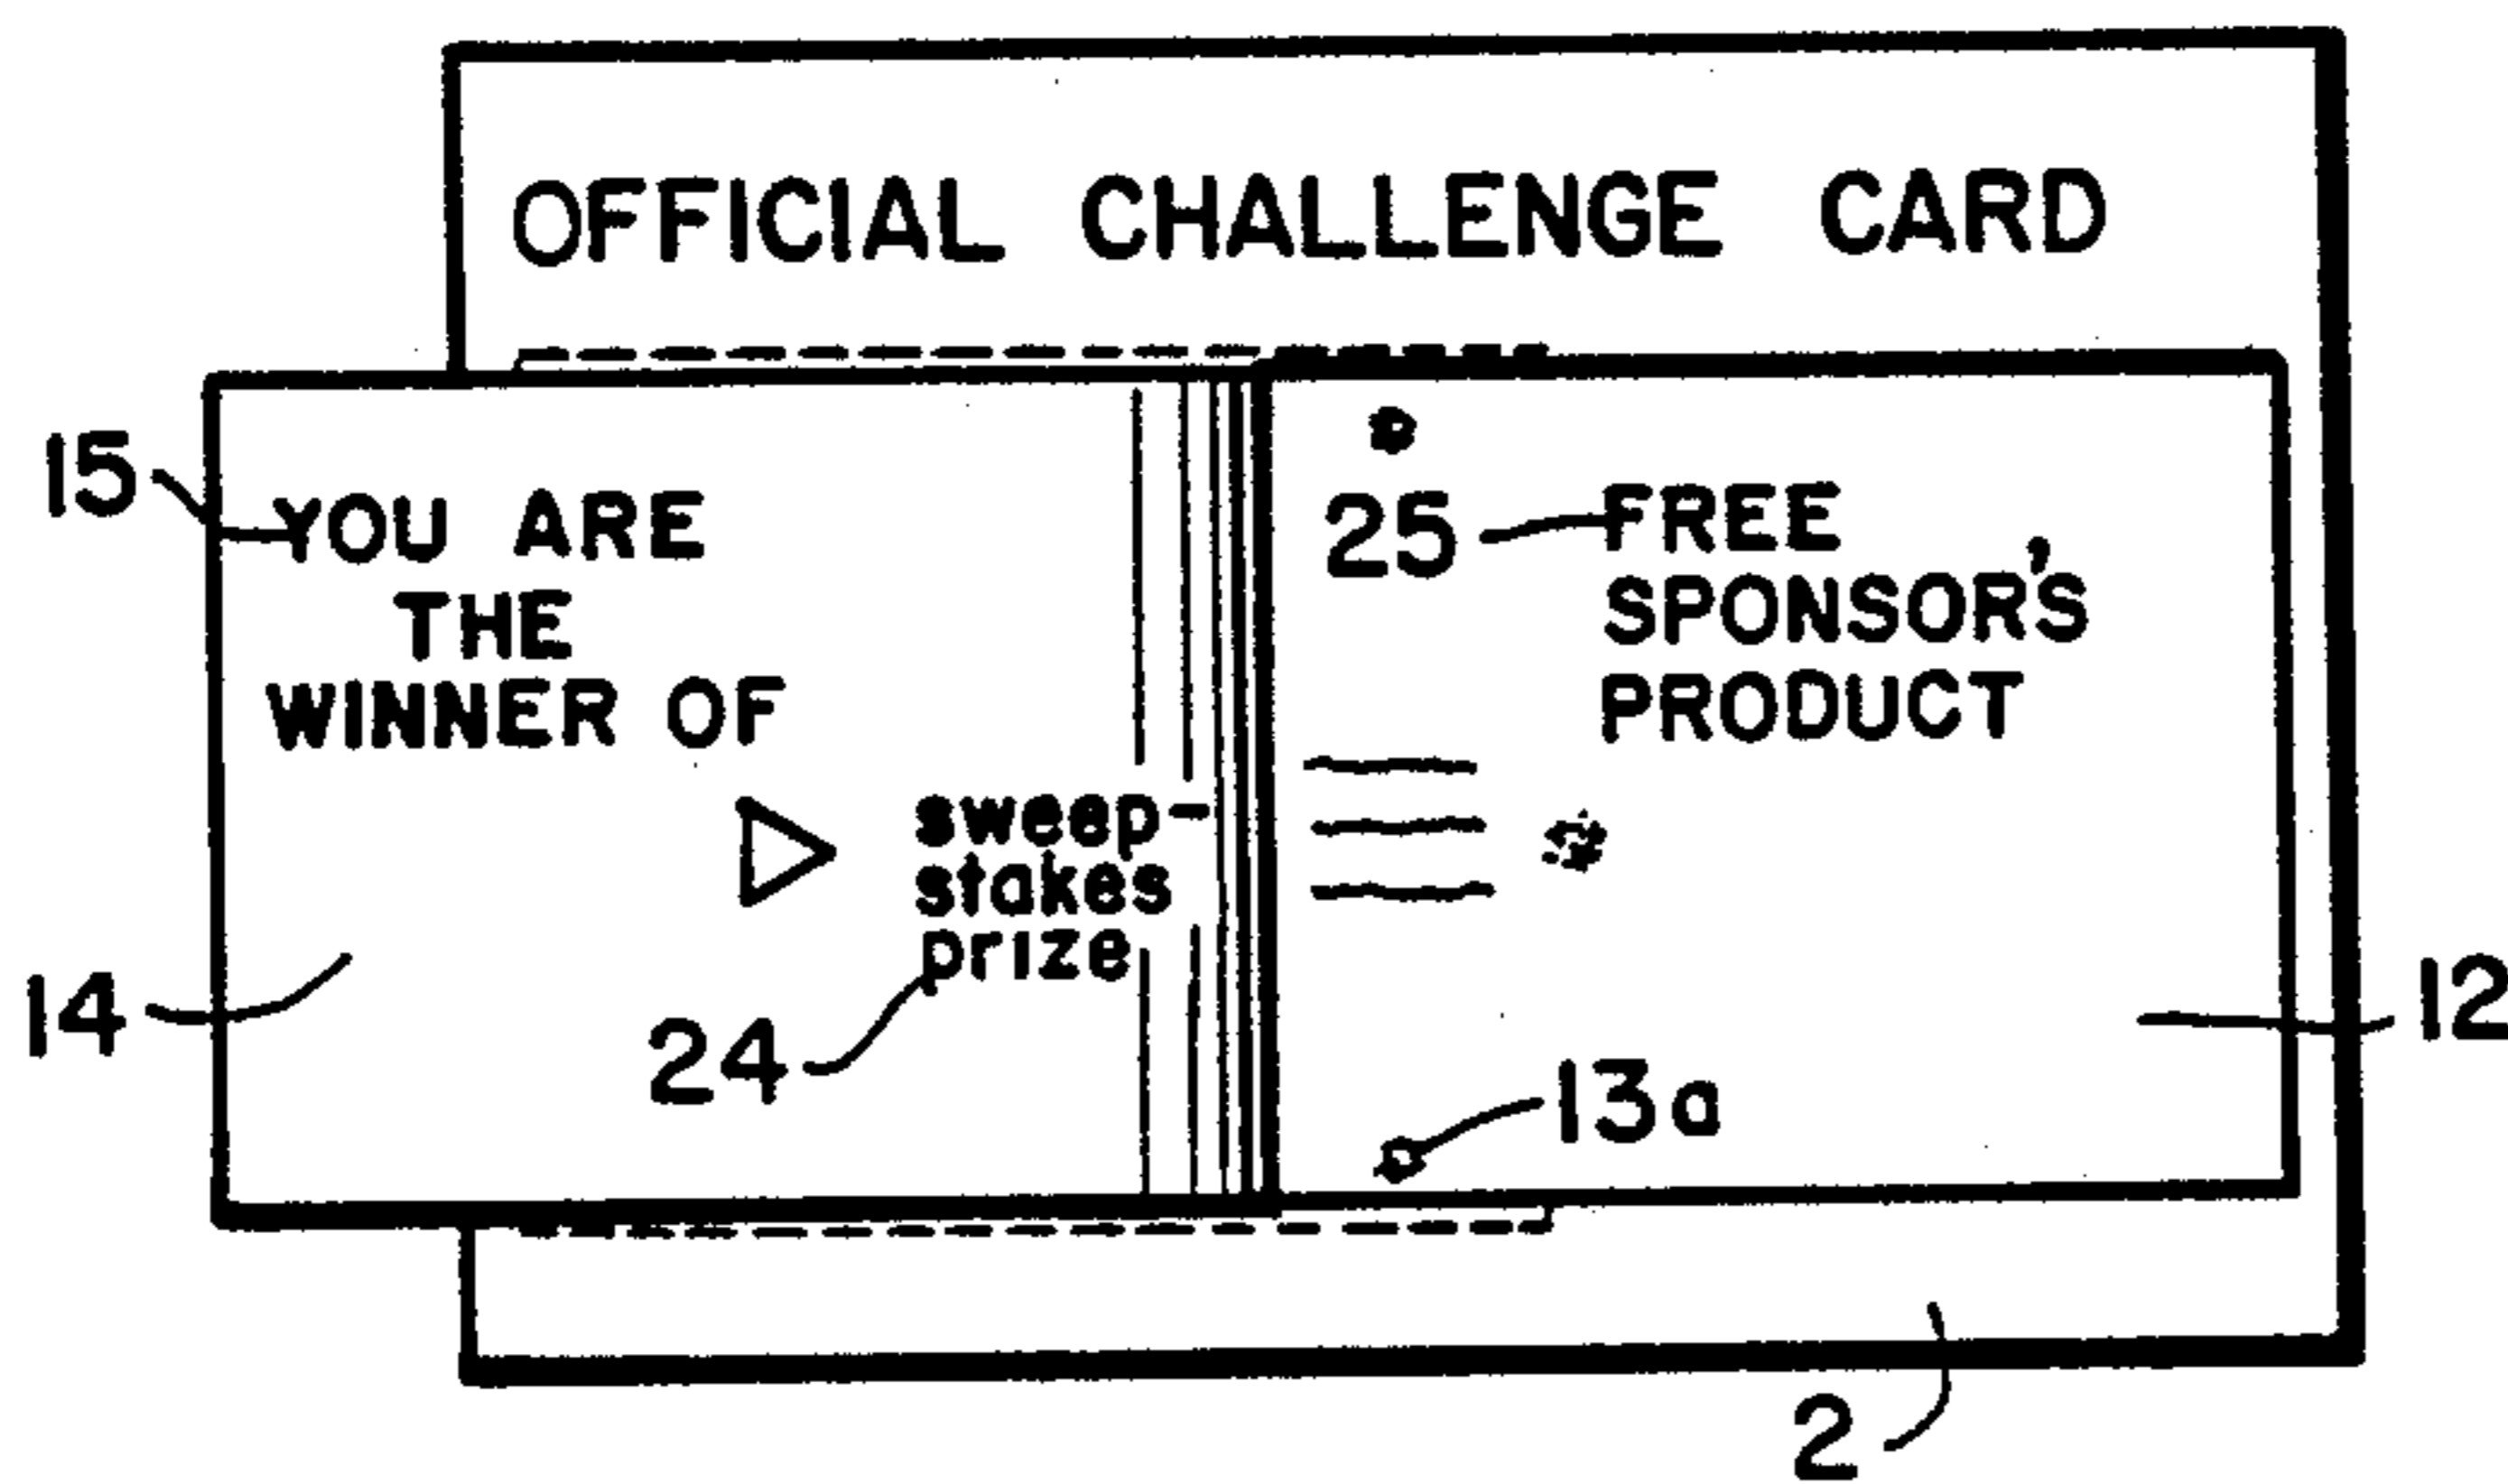 OFFICIAL CHALLENGE CARD
15
YOU ARE
THE
WINNER OF
25
FREE
SPONSOR'S
PRODUCT
sweep-
stakes
prize
14
24
13a
12
2